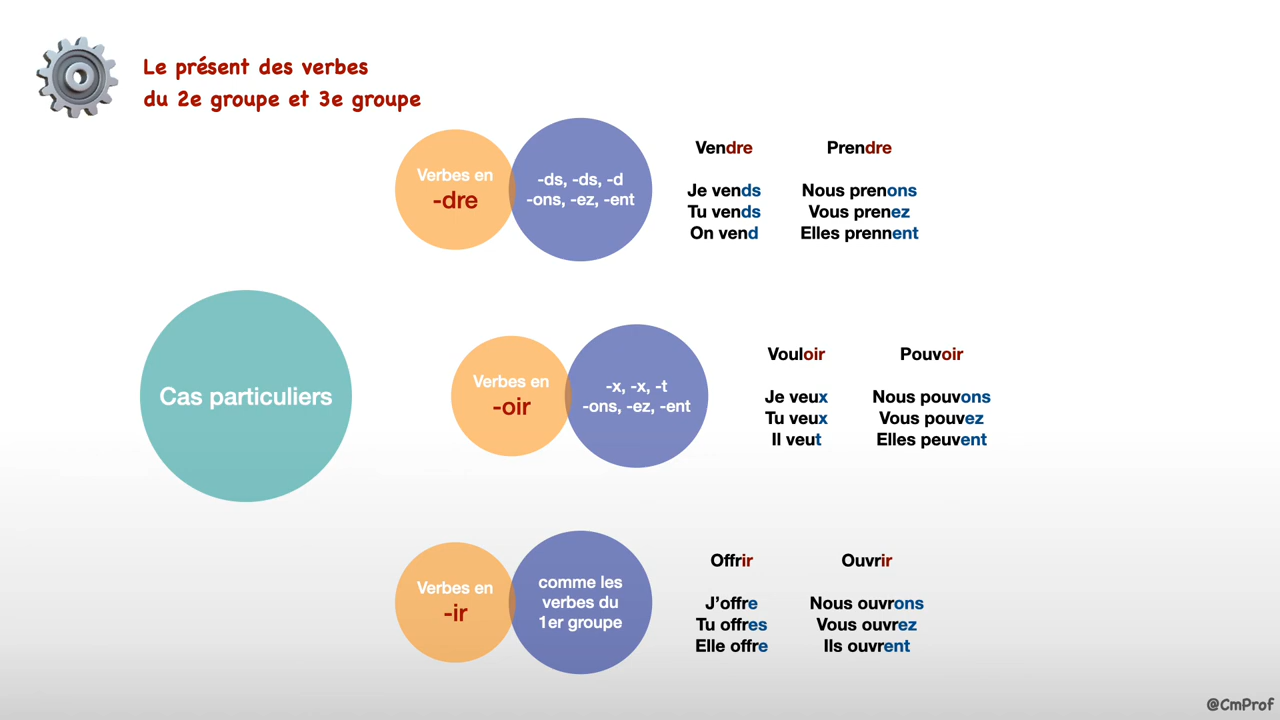 Le présent des verbes
du 2e groupe et 3e groupe
Verbes en
-dre
-ds, -ds, -d
-ons, -ez, -ent
Vendre
Je vends
Tu vends
On vend
Prendre
Nous prenons
Vous prenez
Elles prennent
Cas particuliers
Verbes en
-oir
-x, -x, -t
-ons, -ez, -ent
Vouloir
Je veux
Tu veux
Il veut
Pouvoir
Nous pouvons
Vous pouvez
Elles peuvent
Verbes en
-ir
comme les
verbes du
1er groupe
Offrir
J’offre
Tu offres
Elle offre
Ouvrir
Nous ouvrons
Vous ouvrez
Ils ouvrent
@CmProf